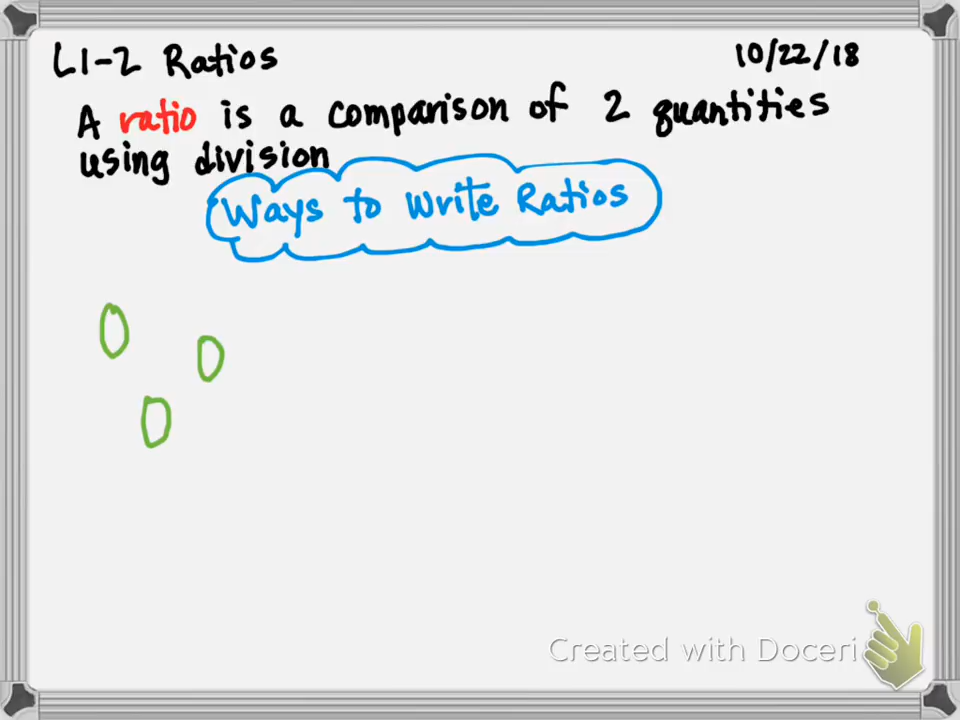 L1-2 Ratios 10/22/18
A ratio is a comparison of 2 quantities
using division
Ways to Write Ratios
Created with Doceri